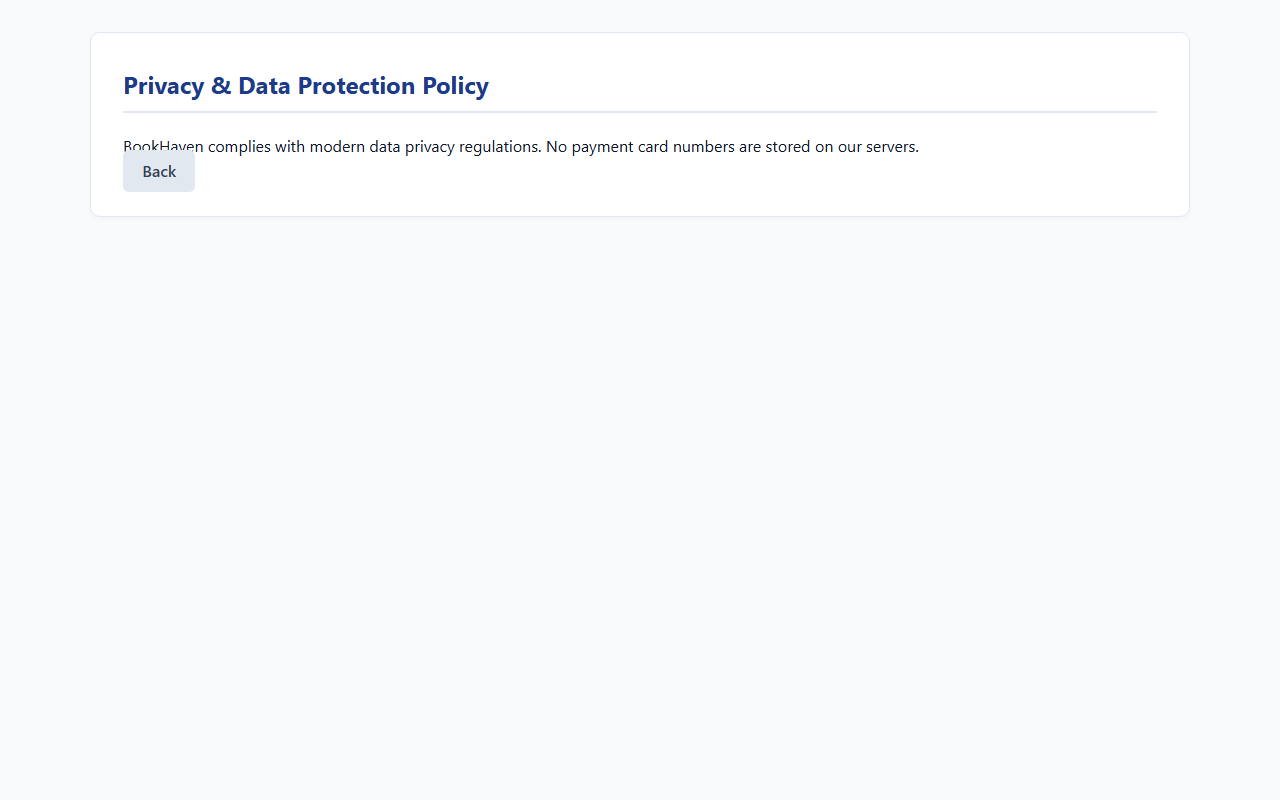 Privacy & Data Protection Policy
BookHaven complies with modern data privacy regulations. No payment card numbers are stored on our servers.
Back